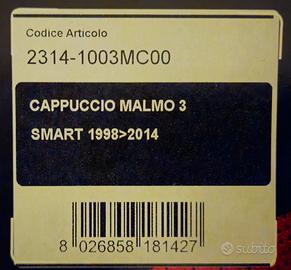 Codice Articolo
2314-1003MC00
CAPPUCCIO MALMO 3
SMART 1998>2014
8 026858 181427
subito